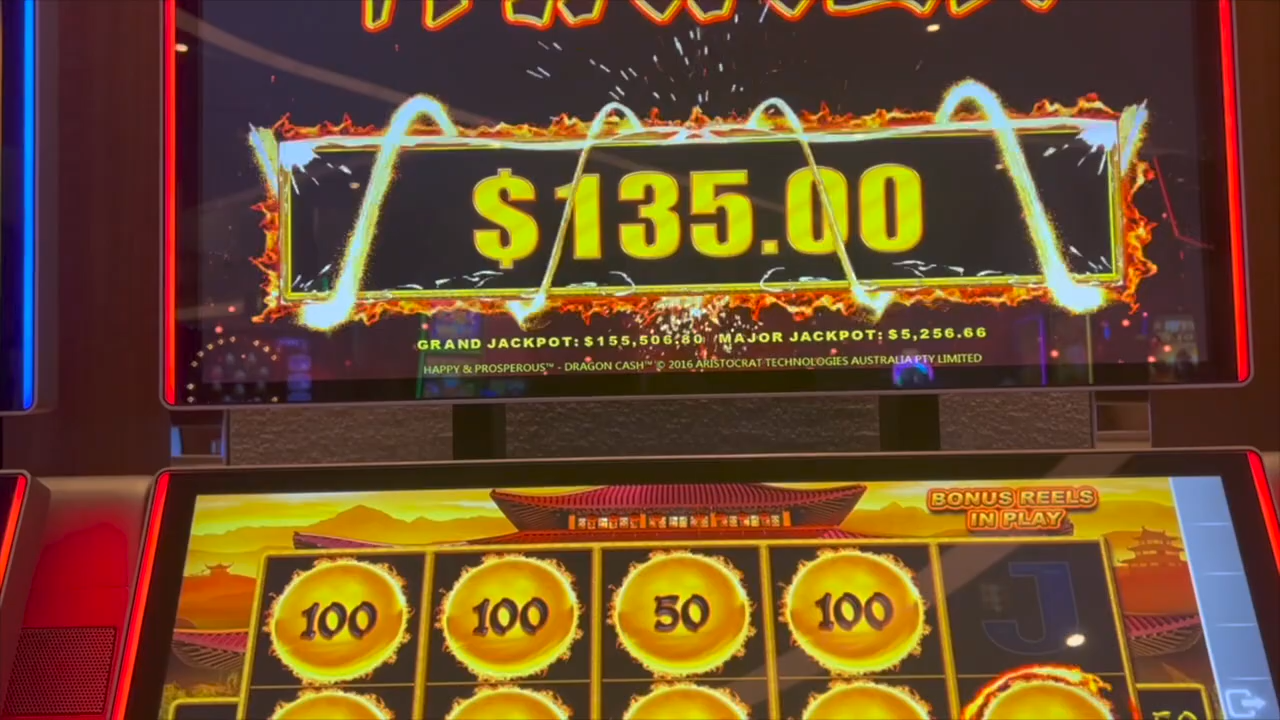 $135.00
GRAND JACKPOT: $155,506.80 MAJOR JACKPOT: $5,256.66
HAPPY & PROSPEROUS™ - DRAGON CASH™ © 2016 ARISTOCRAT TECHNOLOGIES AUSTRALIA PTY LIMITED
BONUS REELS
IN PLAY
100 100 50 100 J